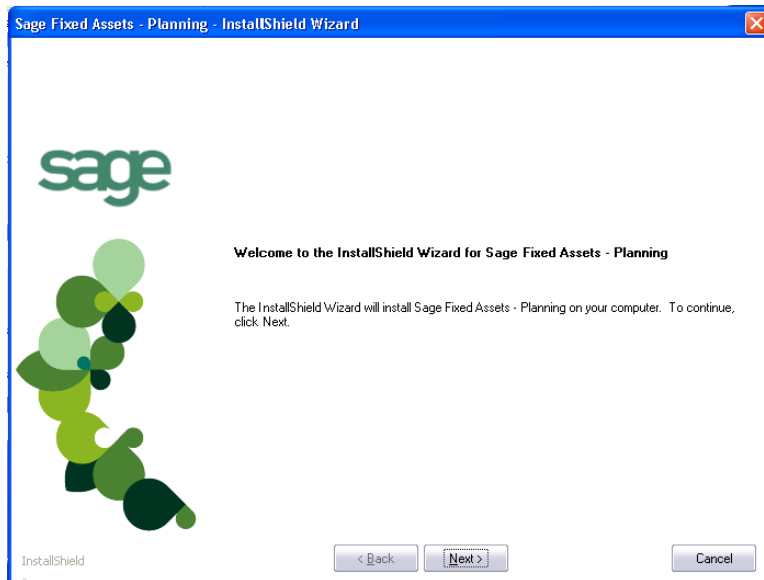 Sage Fixed Assets - Planning - InstallShield Wizard
sage
Welcome to the InstallShield Wizard for Sage Fixed Assets - Planning
The InstallShield Wizard will install Sage Fixed Assets - Planning on your computer. To continue,
click Next.
InstallShield
< Back
Next >
Cancel